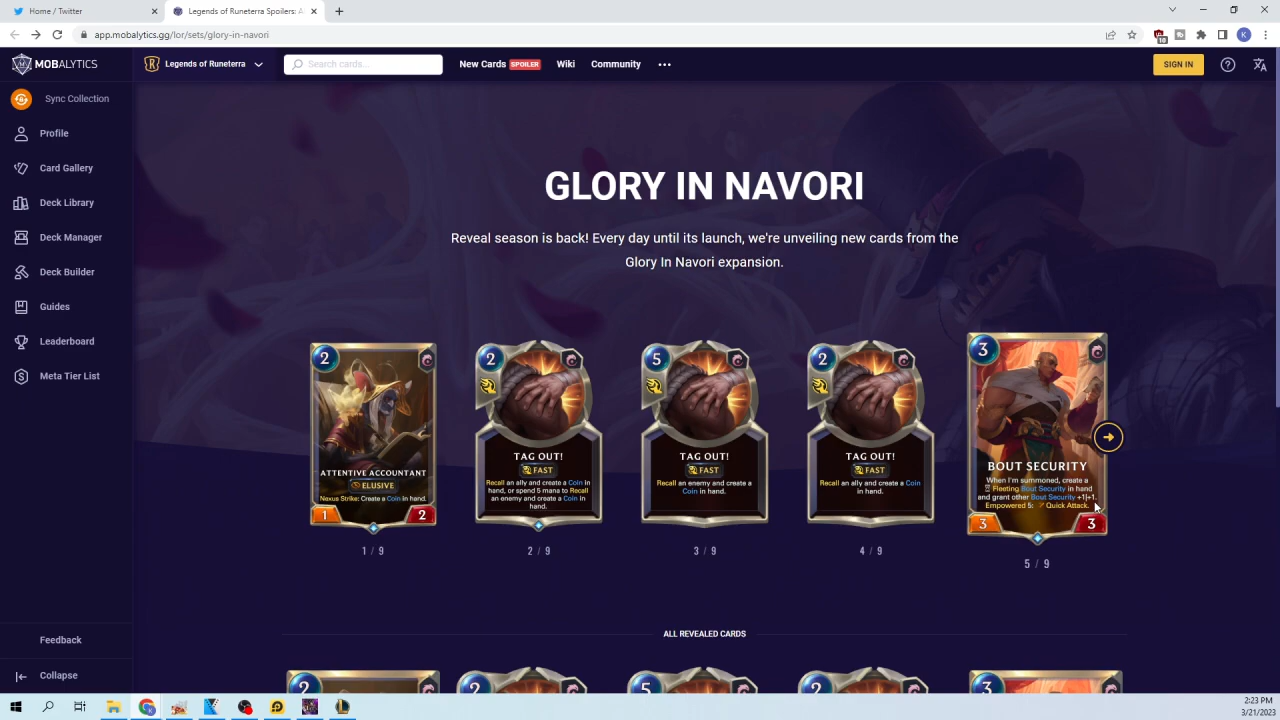 Home / Twitter
Legends of Runeterra Spoilers: A
app.mobalytics.gg/lor/sets/glory-in-navori
10
K
MOBALYTICS
Legends of Runeterra
Search cards...
New Cards SPOILER
Wiki
Community
SIGN IN
Sync Collection
Profile
Card Gallery
Deck Library
Deck Manager
Deck Builder
Guides
Leaderboard
Meta Tier List
GLORY IN NAVORI
Reveal season is back! Every day until its launch, we're unveiling new cards from the
Glory In Navori expansion.
2
ATTENTIVE ACCOUNTANT
ELUSIVE
Nexus Strike: Create a Coin in hand.
1
2
1 / 9
2
TAG OUT!
FAST
Recall an ally and create a Coin in
hand, or spend 5 mana to Recall
an enemy and create a Coin in
hand.
2 / 9
5
TAG OUT!
FAST
Recall an enemy and create a
Coin in hand.
3 / 9
2
TAG OUT!
FAST
Recall an ally and create a Coin
in hand.
4 / 9
3
BOUT SECURITY
When I'm summoned, create a
Fleeting Bout Security in hand
and grant other Bout Security +1|+1.
Empowered 5: Quick Attack.
3
3
5 / 9
ALL REVEALED CARDS
2
2
5
2
3
Feedback
Collapse
2:23 PM
3/21/2023